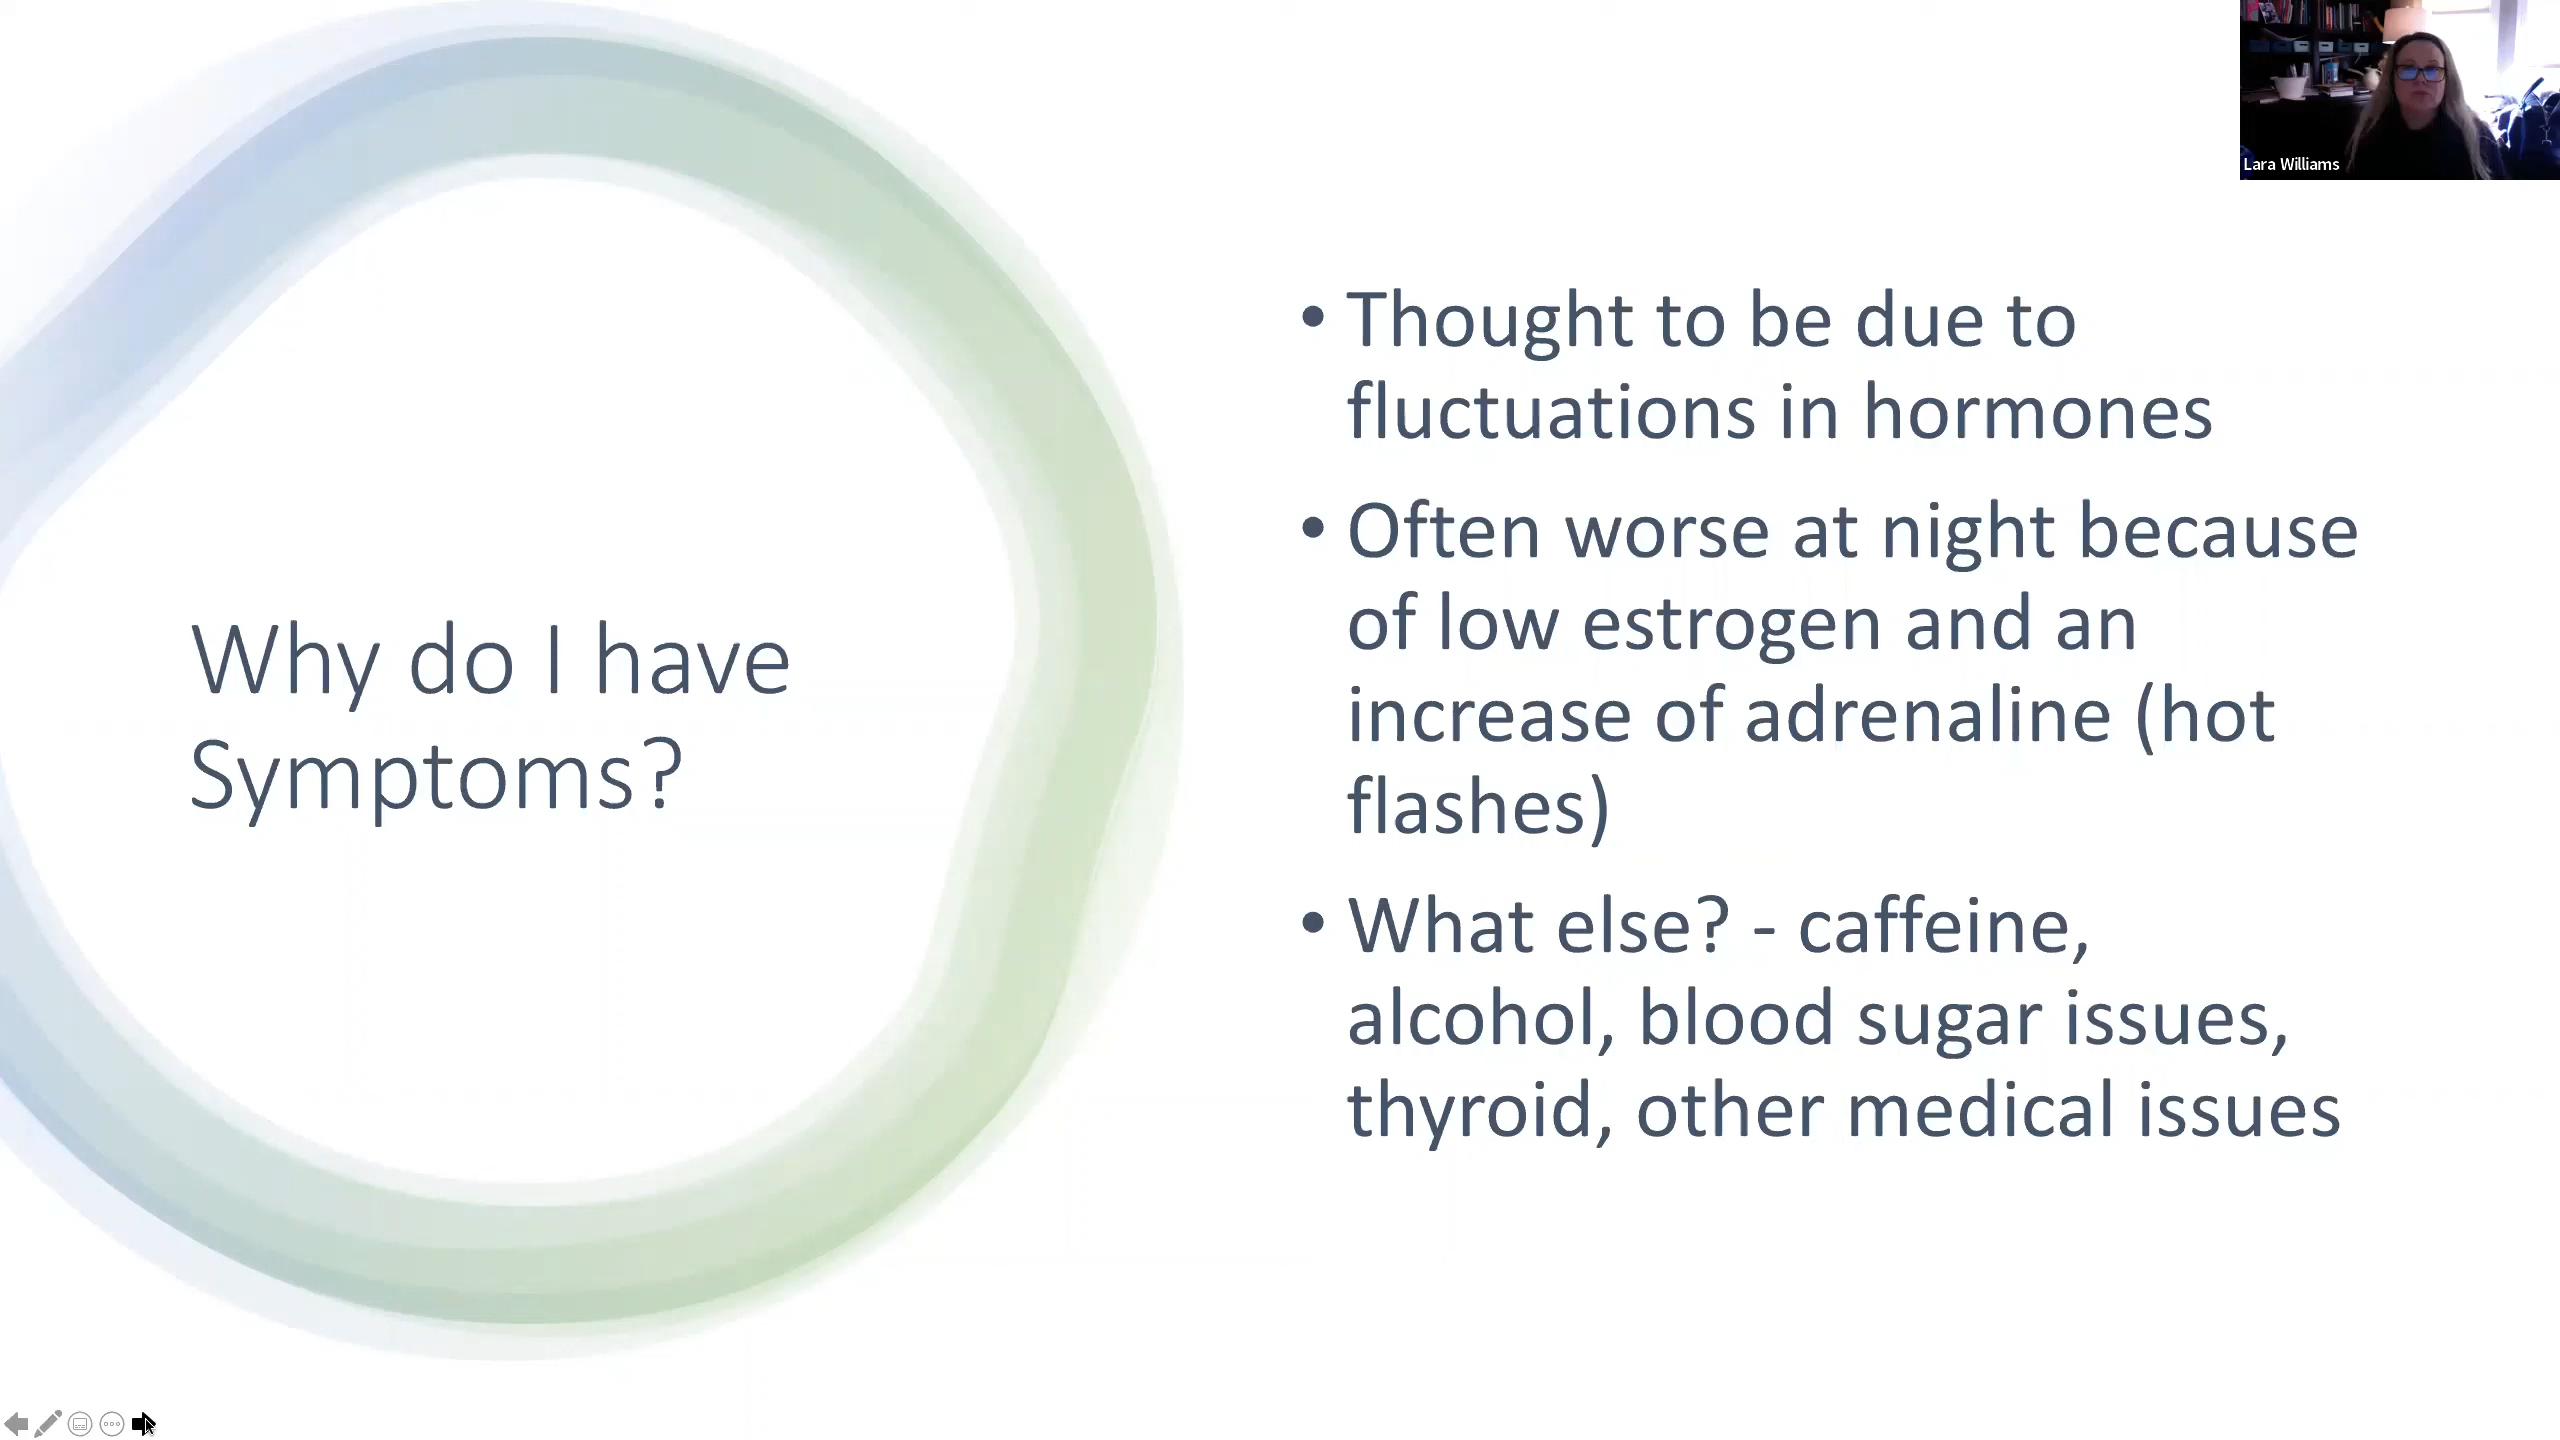 Lara Williams
Why do I have
Symptoms?
• Thought to be due to
fluctuations in hormones
• Often worse at night because
of low estrogen and an
increase of adrenaline (hot
flashes)
• What else? - caffeine,
alcohol, blood sugar issues,
thyroid, other medical issues